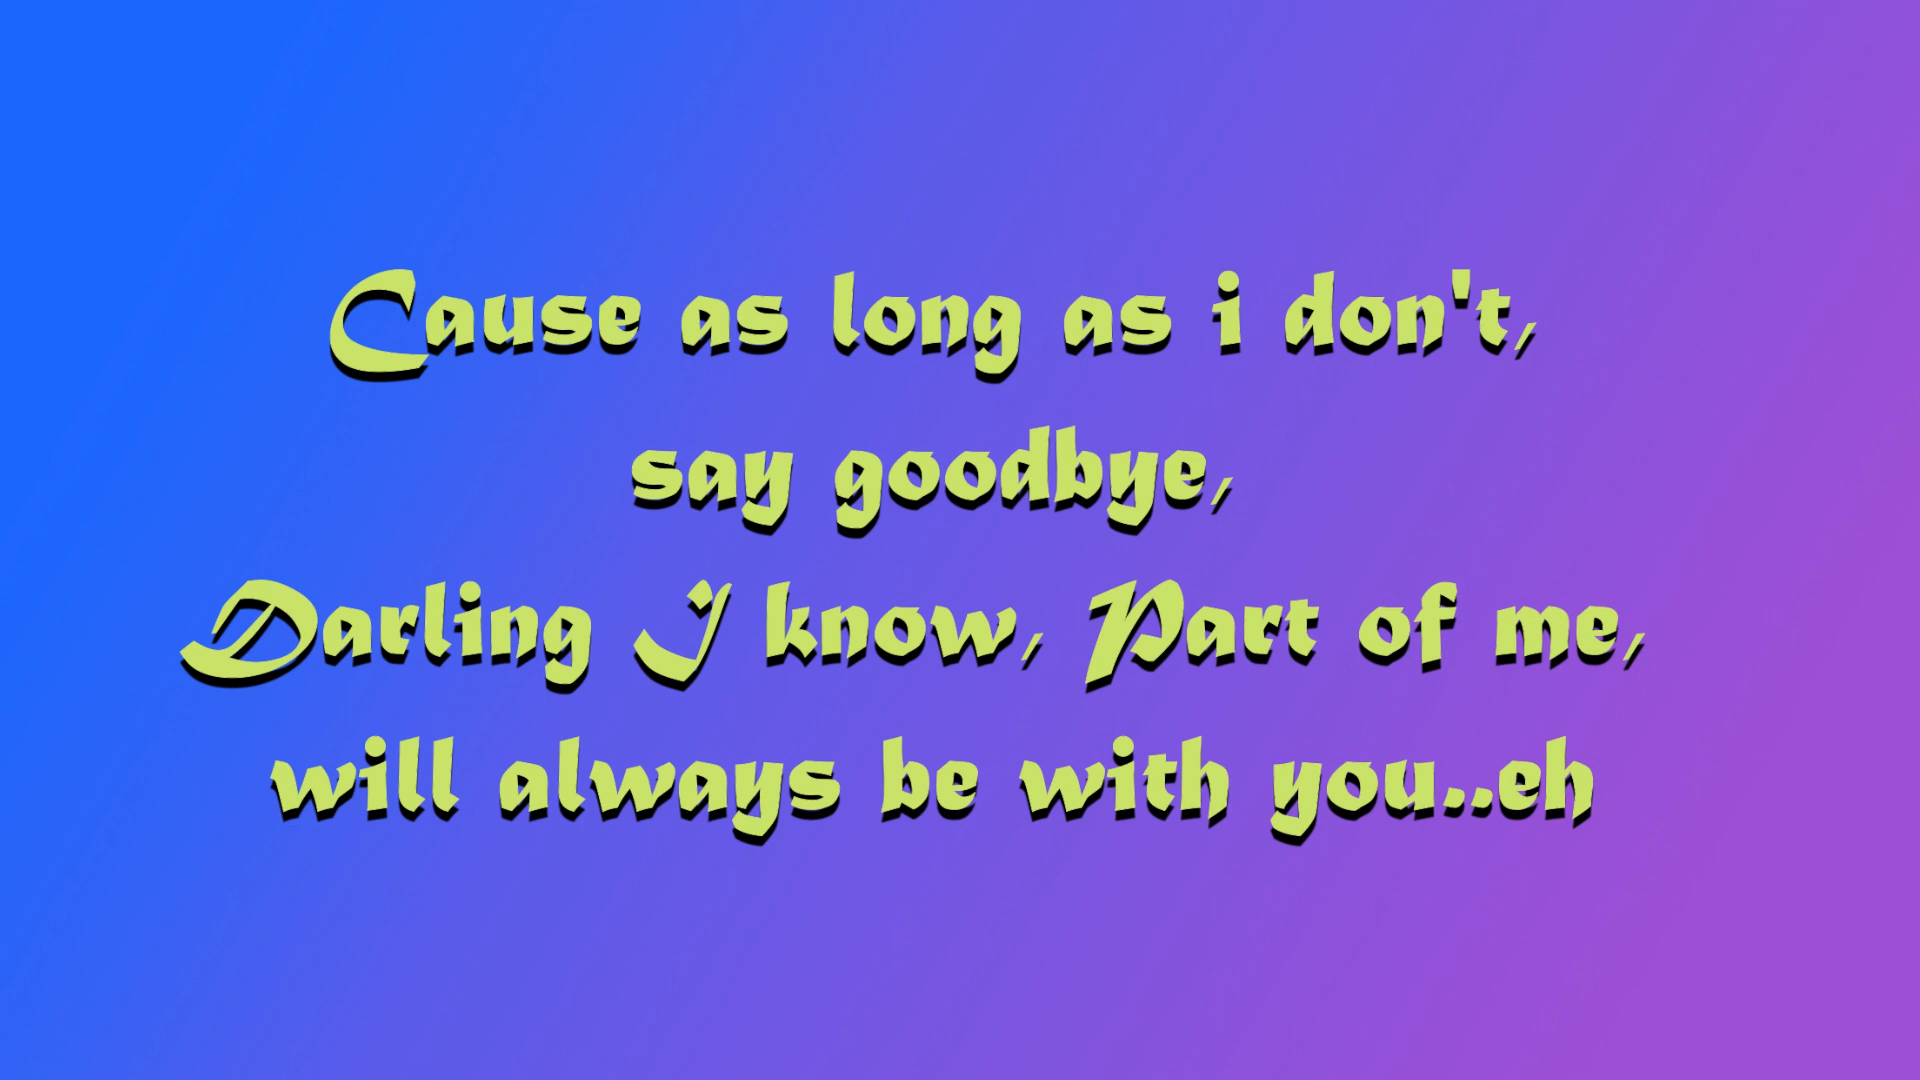 Cause as long as i don't,
say goodbye,
Darling I know, Part of me,
will always be with you..eh